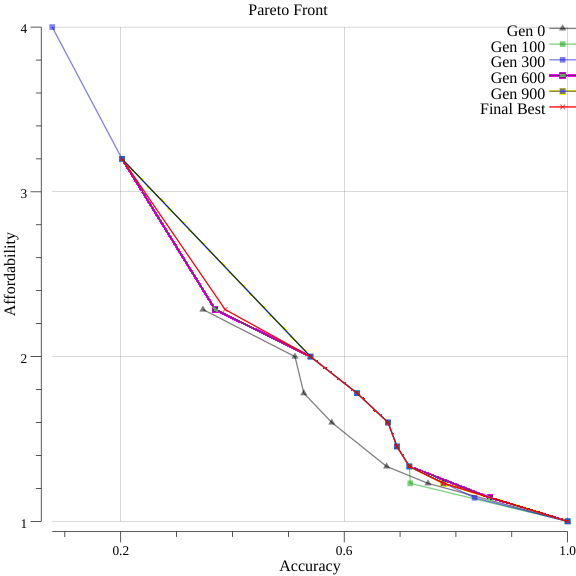 Pareto Front
4
Gen 0
Gen 100
Gen 300
Gen 600
Gen 900
Final Best
3
Affordability
2
1
0.2
0.6
1.0
Accuracy